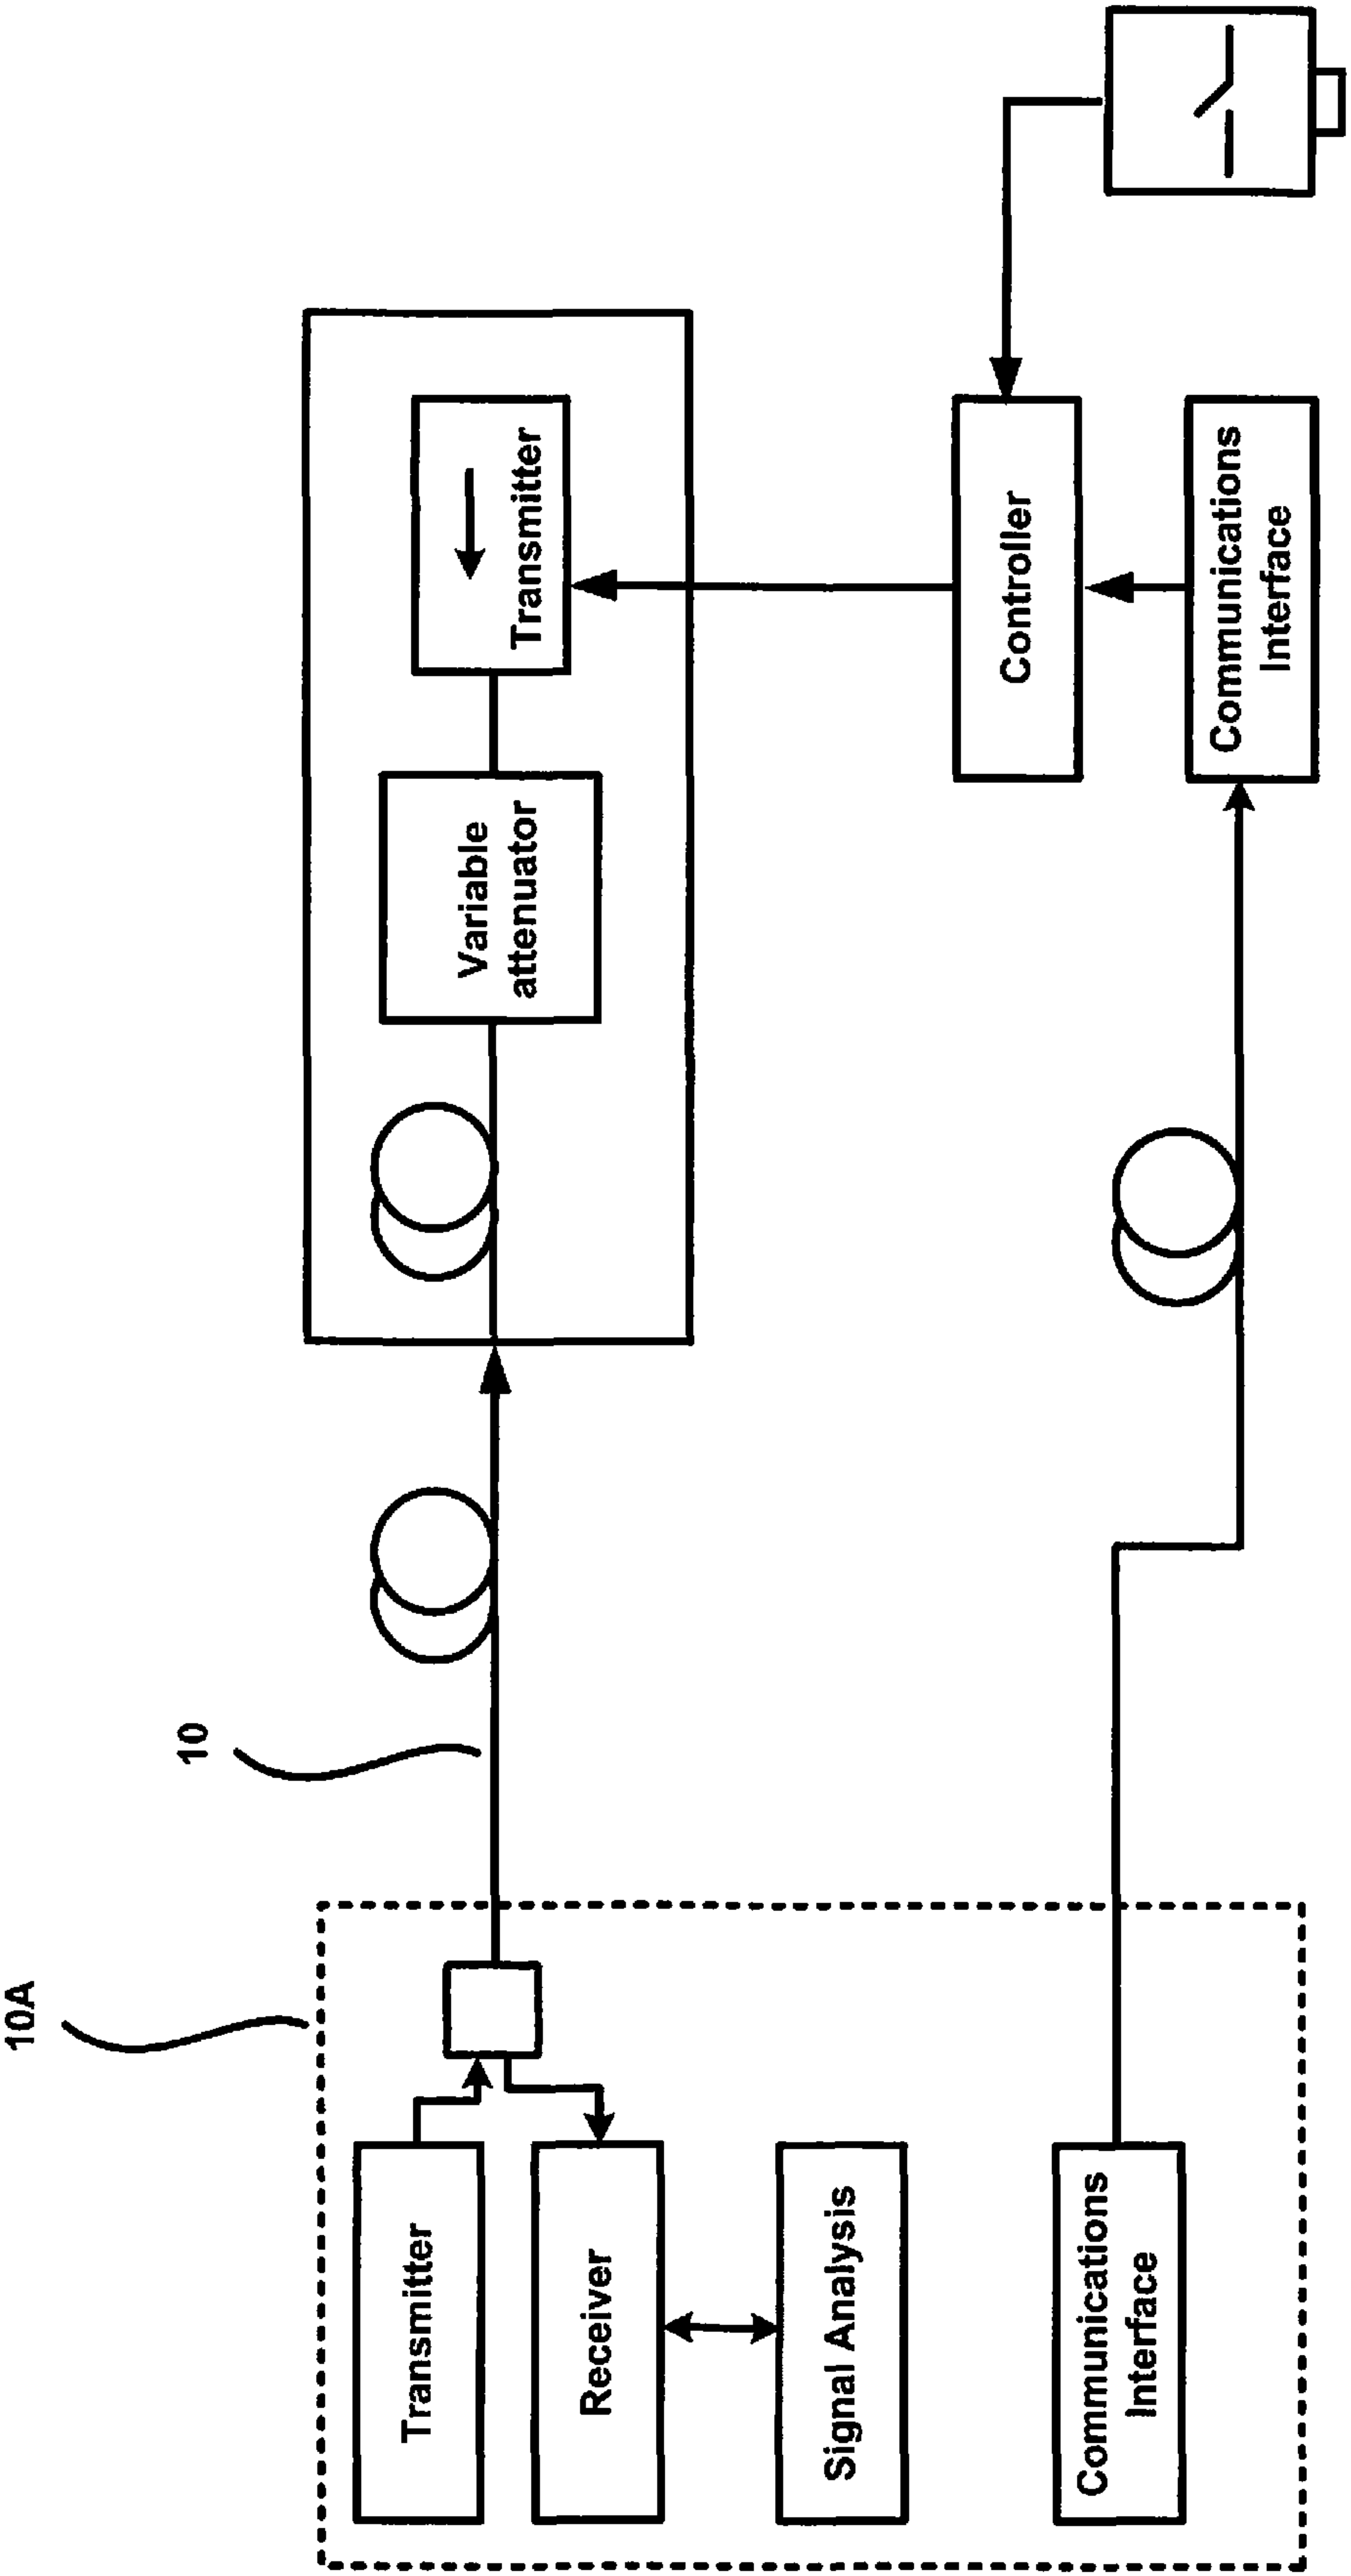 10A
10
Transmitter
Receiver
Signal Analysis
Communications
Interface
Variable
attenuator
Transmitter
Controller
Communications
Interface